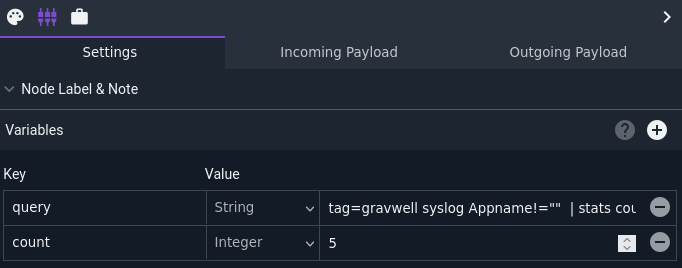 Settings Incoming Payload Outgoing Payload
Node Label & Note
Variables ?
Key Value
query String tag=gravwell syslog Appname!="" | stats cou
count Integer 5